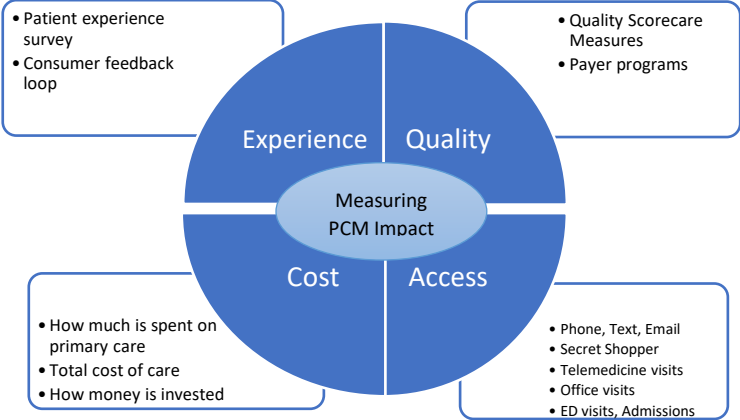 • Patient experience
survey
• Consumer feedback
loop
• Quality Scorecare
Measures
• Payer programs
Experience
Quality
Measuring
PCM Impact
Cost
Access
• How much is spent on
primary care
• Total cost of care
• How money is invested
• Phone, Text, Email
• Secret Shopper
• Telemedicine visits
• Office visits
• ED visits, Admissions